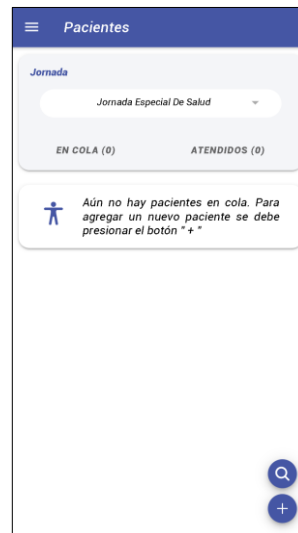 Pacientes
Jornada
Jornada Especial De Salud
EN COLA (0) ATENDIDOS (0)
Aún no hay pacientes en cola. Para
agregar un nuevo paciente se debe
presionar el botón " + "